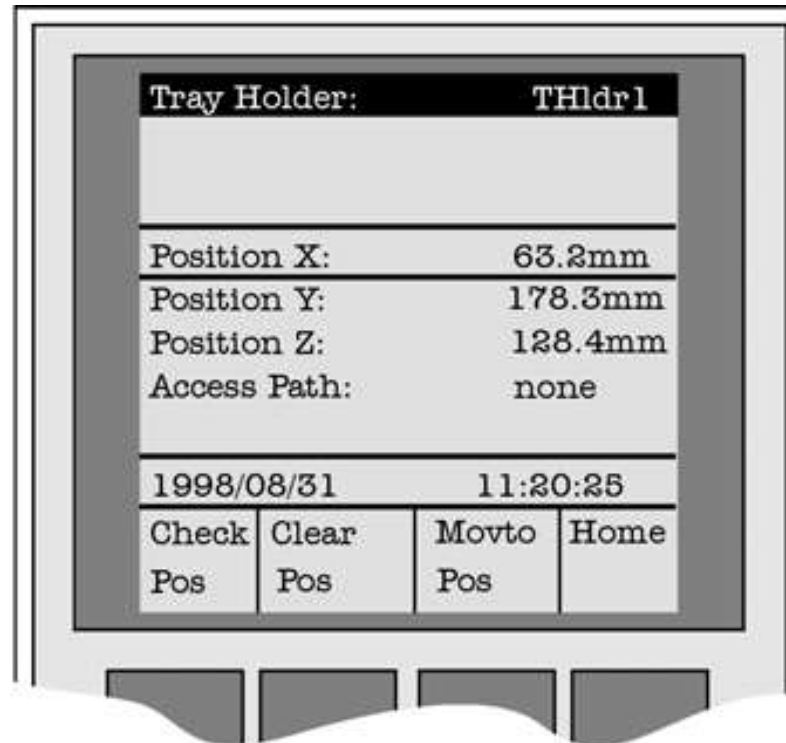 Tray Holder: THldr1
Position X: 63.2mm
Position Y: 178.3mm
Position Z: 128.4mm
Access Path: none
1998/08/31 11:20:25
Check Clear Movto Home
Pos Pos Pos